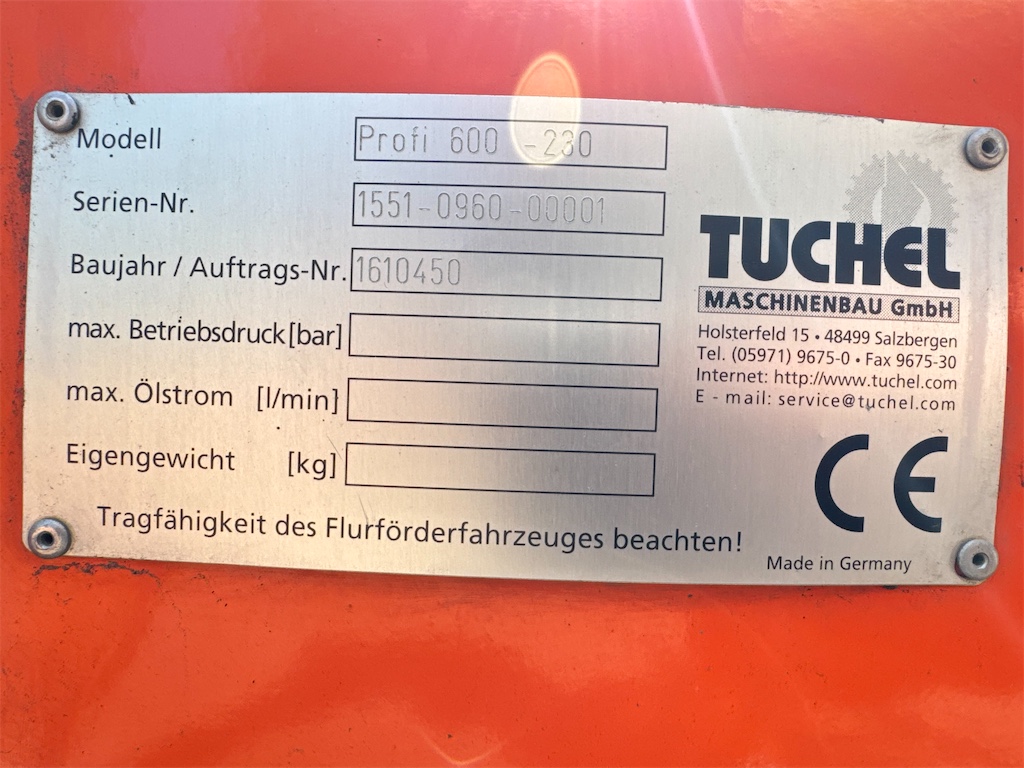 Modell Profi 600 -230
Serien-Nr. 1551-0960-00001
Baujahr / Auftrags-Nr. 1610450
max. Betriebsdruck [bar]
max. Ölstrom [l/min]
Eigengewicht [kg]
Tragfähigkeit des Flurförderfahrzeuges beachten!
TUCHEL
MASCHINENBAU GmbH
Holsterfeld 15 • 48499 Salzbergen
Tel. (05971) 9675-0 • Fax 9675-30
Internet: http://www.tuchel.com
E - mail: service@tuchel.com
CE
Made in Germany